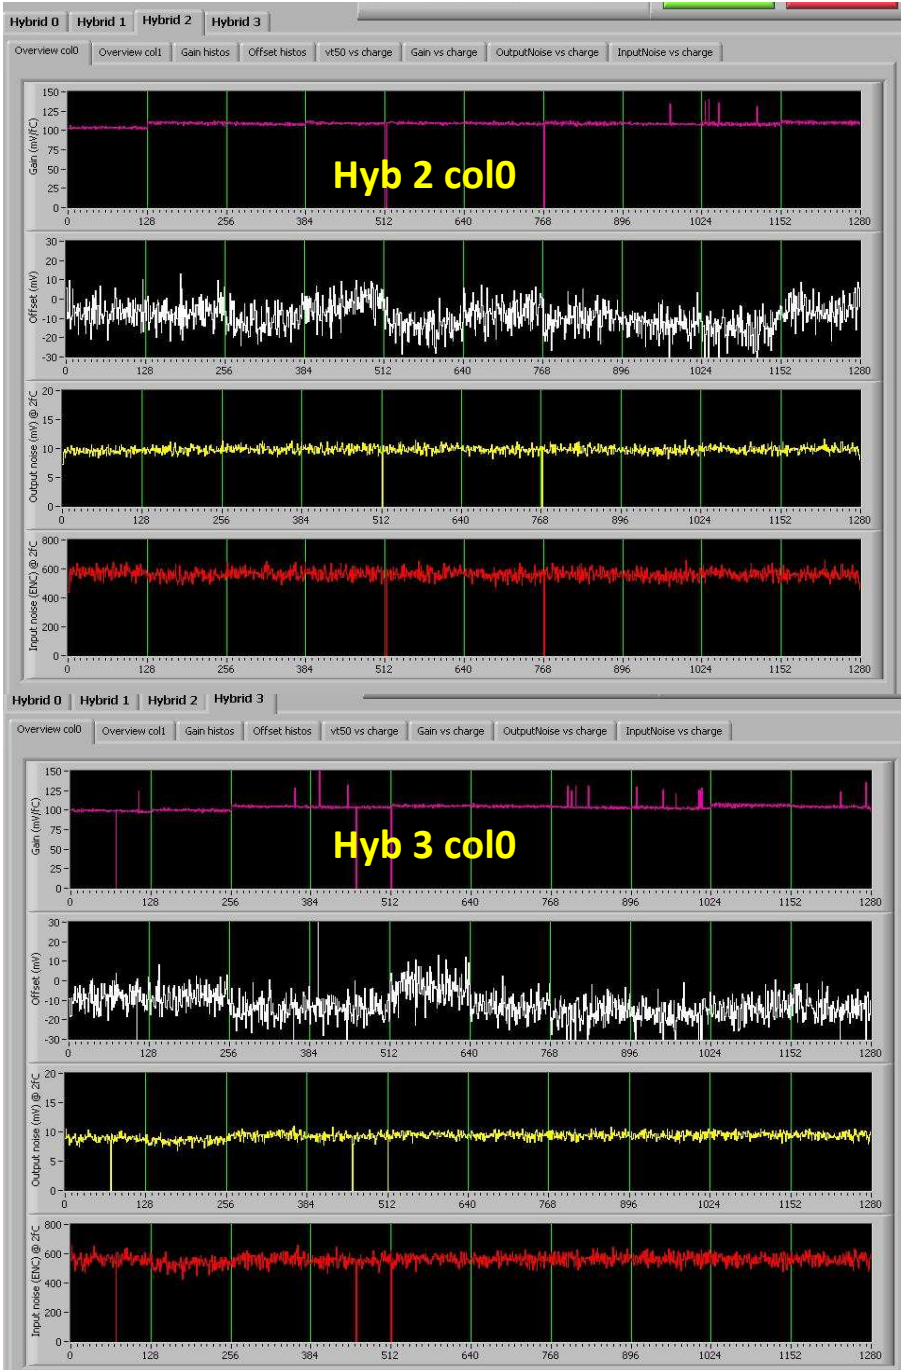 Hybrid 0 Hybrid 1 Hybrid 2 Hybrid 3
Overview col0 Overview col1 Gain histos Offset histos vt50 vs charge Gain vs charge OutputNoise vs charge InputNoise vs charge
Gain (mV/fC)
150
125
100
75
50
25
0
Hyb 2 col0
0 128 256 384 512 640 768 896 1024 1152 1280
Offset (mV)
30
20
10
0
-10
-20
-30
0 128 256 384 512 640 768 896 1024 1152 1280
Output noise (mV) @ 2fC
20
15
10
5
0
0 128 256 384 512 640 768 896 1024 1152 1280
Input noise (ENC) @ 2fC
800
600
400
200
0
0 128 256 384 512 640 768 896 1024 1152 1280
Hybrid 0 Hybrid 1 Hybrid 2 Hybrid 3
Overview col0 Overview col1 Gain histos Offset histos vt50 vs charge Gain vs charge OutputNoise vs charge InputNoise vs charge
Gain (mV/fC)
150
125
100
75
50
25
0
Hyb 3 col0
0 128 256 384 512 640 768 896 1024 1152 1280
Offset (mV)
30
20
10
0
-10
-20
-30
0 128 256 384 512 640 768 896 1024 1152 1280
Output noise (mV) @ 2fC
20
15
10
5
0
0 128 256 384 512 640 768 896 1024 1152 1280
Input noise (ENC) @ 2fC
800
600
400
200
0
0 128 256 384 512 640 768 896 1024 1152 1280